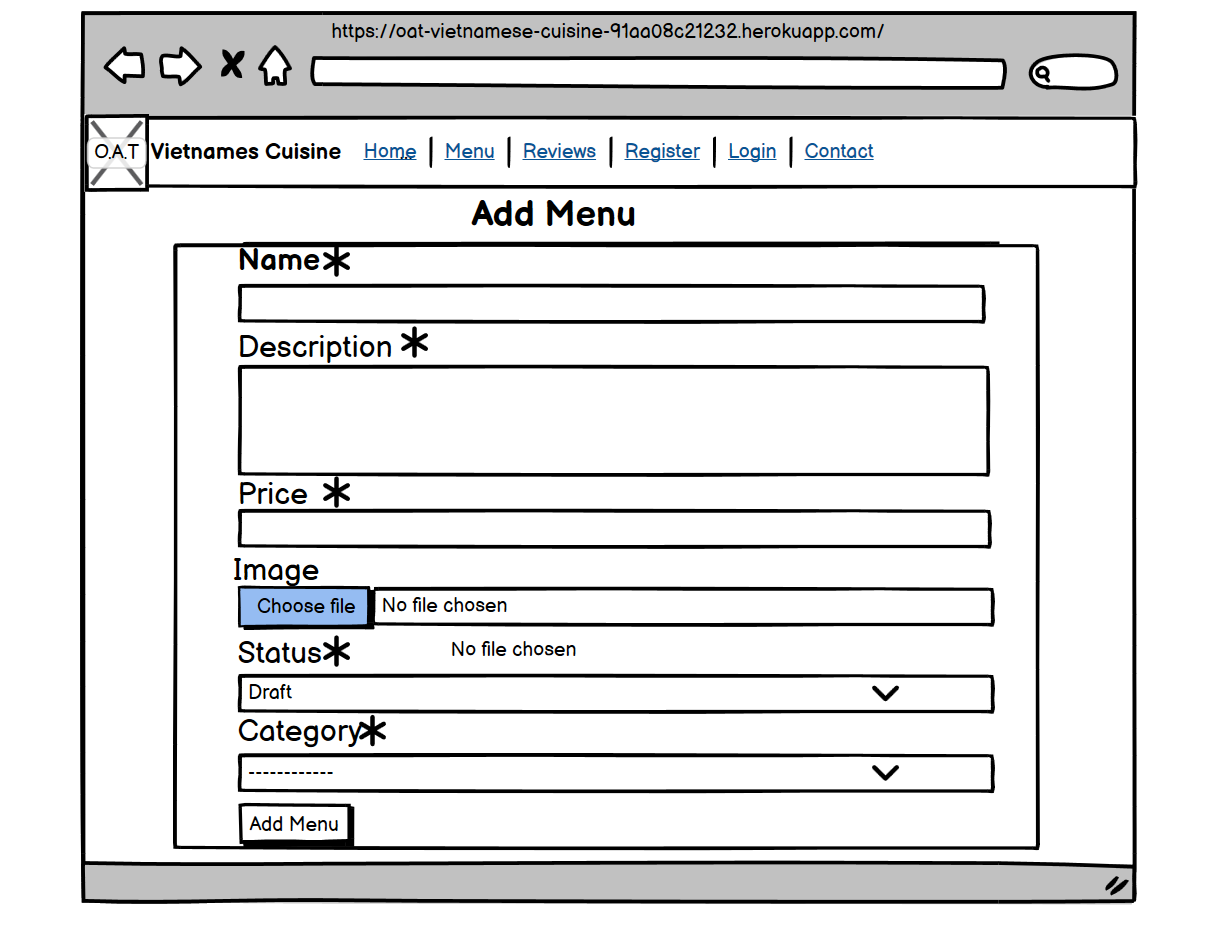 https://oat-vietnamese-cuisine-91aa08c21232.herokuapp.com/
O.A.T Vietnames Cuisine Home Menu Reviews Register Login Contact
Add Menu
Name*
Description *
Price *
Image
Choose file No file chosen
Status* No file chosen
Draft
Category*
------------
Add Menu